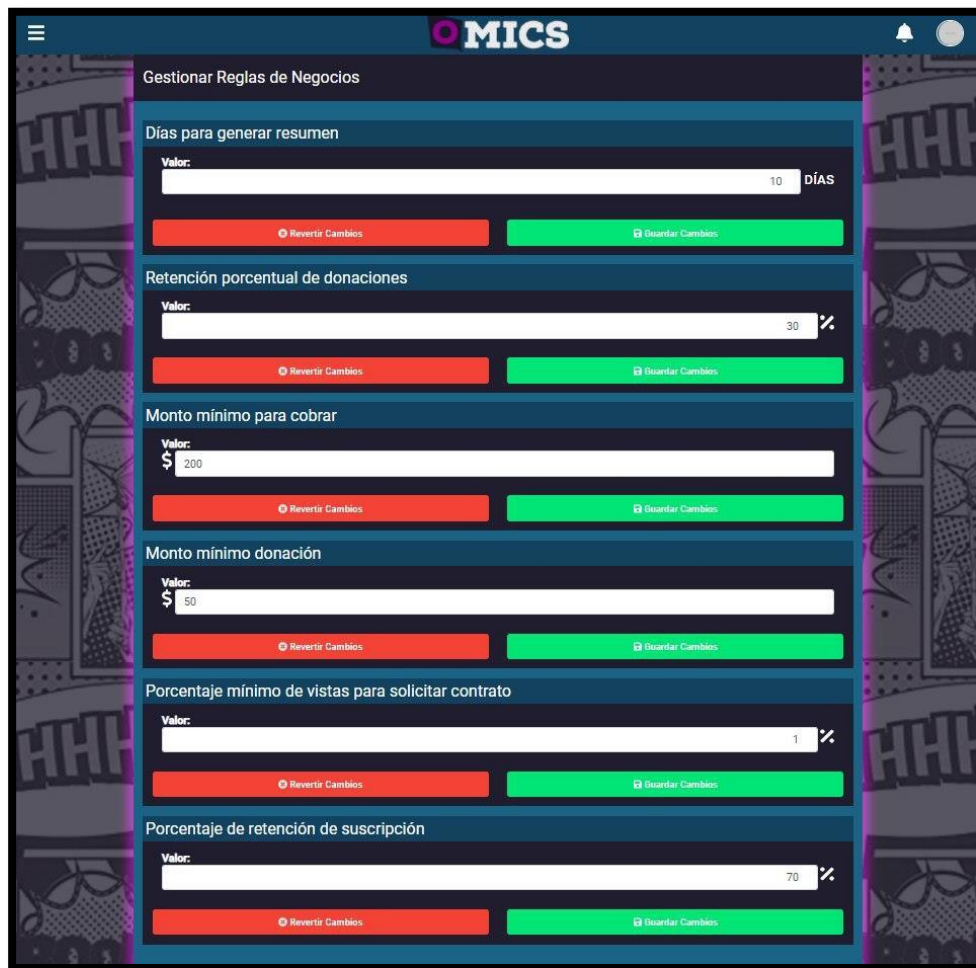 OMICS
Gestionar Reglas de Negocios
Días para generar resumen
Valor:
10 DÍAS
Revertir Cambios Guardar Cambios
Retención porcentual de donaciones
Valor:
30 %
Revertir Cambios Guardar Cambios
Monto mínimo para cobrar
Valor:
$ 200
Revertir Cambios Guardar Cambios
Monto mínimo donación
Valor:
$ 50
Revertir Cambios Guardar Cambios
Porcentaje mínimo de vistas para solicitar contrato
Valor:
1 %
Revertir Cambios Guardar Cambios
Porcentaje de retención de suscripción
Valor:
70 %
Revertir Cambios Guardar Cambios